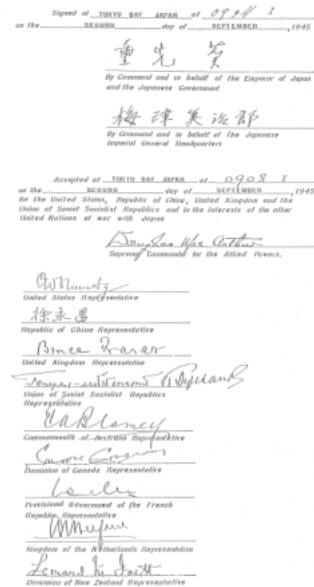 Signed at TOKYO BAY JAPAN at 0904 I
on the SECOND day of SEPTEMBER, 1945
重光葵
By Command and in behalf of the Emperor of Japan
and the Japanese Government
梅津美治郎
By Command and in behalf of the Japanese
Imperial General Headquarters
Accepted at TOKYO BAY JAPAN at 0908 I
on the SECOND day of SEPTEMBER, 1945
for the United States, Republic of China, United Kingdom and the
Union of Soviet Socialist Republics and in the interests of the other
United Nations at war with Japan
Douglas MacArthur
Supreme Commander for the Allied Powers.
CW Nimitz
United States Representative
徐永昌
Republic of China Representative
Bruce Fraser
United Kingdom Representative
Union of Soviet Socialist Republics
Representative
TA Blamey
Commonwealth of Australia Representative
Dominion of Canada Representative
Provisional Government of the French
Republic Representative
Kingdom of the Netherlands Representative
Leonard M Isitt
Dominion of New Zealand Representative